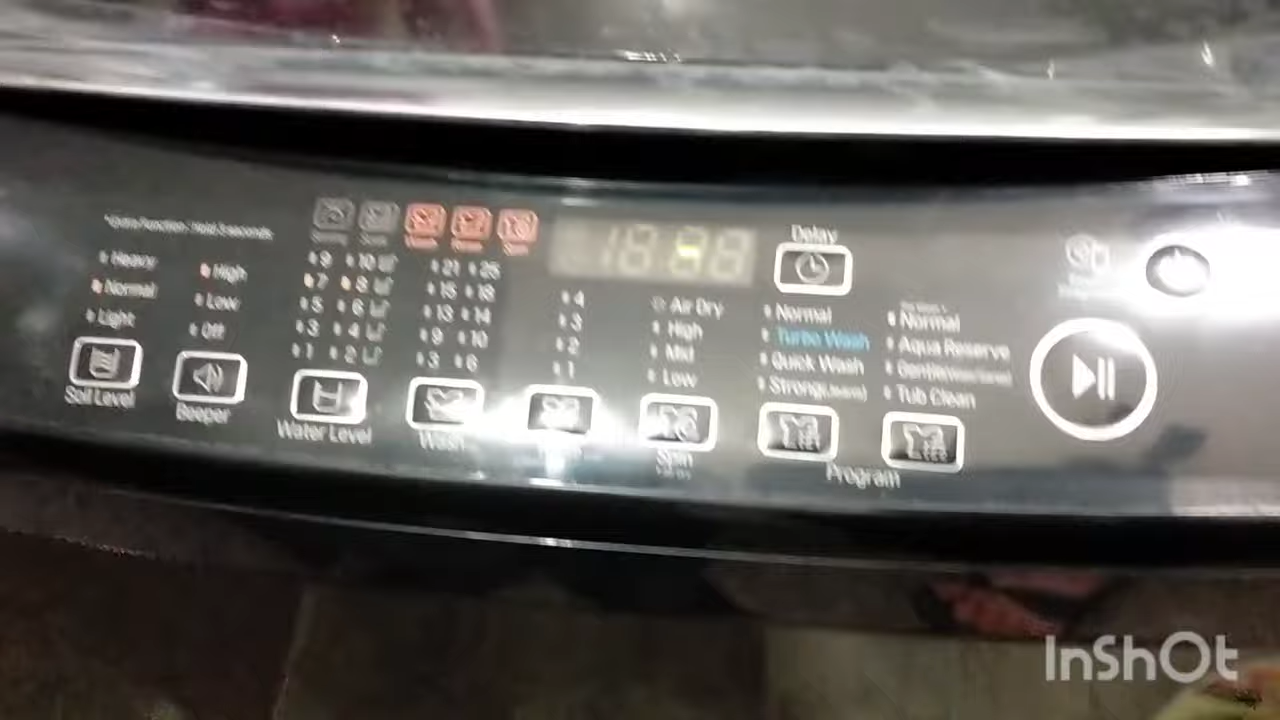 *Extra Function : Hold 3 seconds.
Heavy
Normal
Light
Soil Level
High
Low
Off
Beeper
9 10
7 8
5 6
3 4
1 2
Water Level
21 25
15 18
13 14
9 10
3 6
Wash
4
3
2
1
Air Dry
High
Mid
Low
Spin
Delay
Normal
Turbo Wash
Quick Wash
Strong
Normal
Aqua Reserve
Gentle
Tub Clean
Program
InShOt